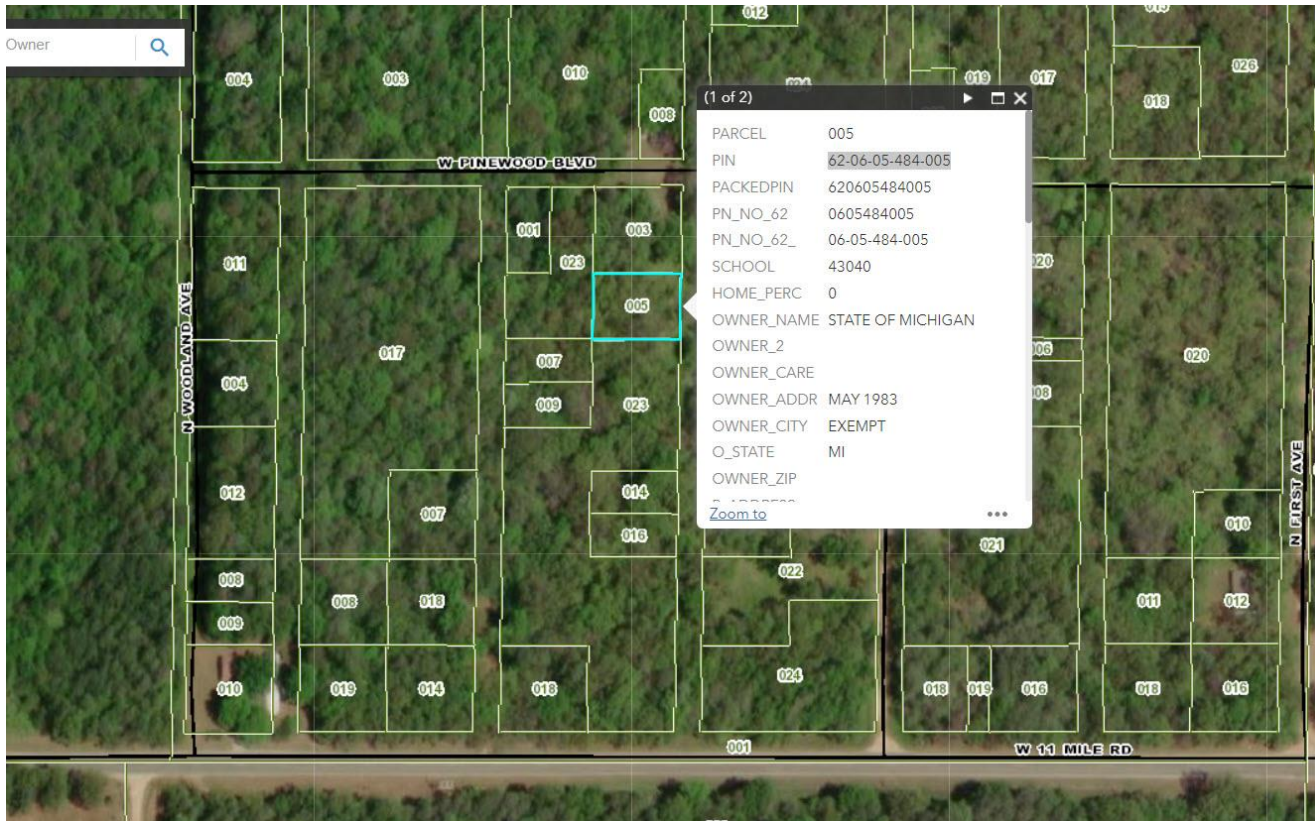 Owner
012
004
003
010
008
019
017
018
026
W PINEWOOD BLVD
(1 of 2)
PARCEL 005
PIN 62-06-05-484-005
PACKEDPIN 620605484005
PN_NO_62 0605484005
PN_NO_62_ 06-05-484-005
SCHOOL 43040
HOME_PERC 0
OWNER_NAME STATE OF MICHIGAN
OWNER_2
OWNER_CARE
OWNER_ADDR MAY 1983
OWNER_CITY EXEMPT
O_STATE MI
OWNER_ZIP
Zoom to
011
001
023
003
005
020
N WOODLAND AVE
017
007
006
020
004
009
023
008
012
007
014
016
010
N FIRST AVE
021
008
008
018
022
011
012
009
010
019
014
018
024
018
019
016
018
016
001
W 11 MILE RD